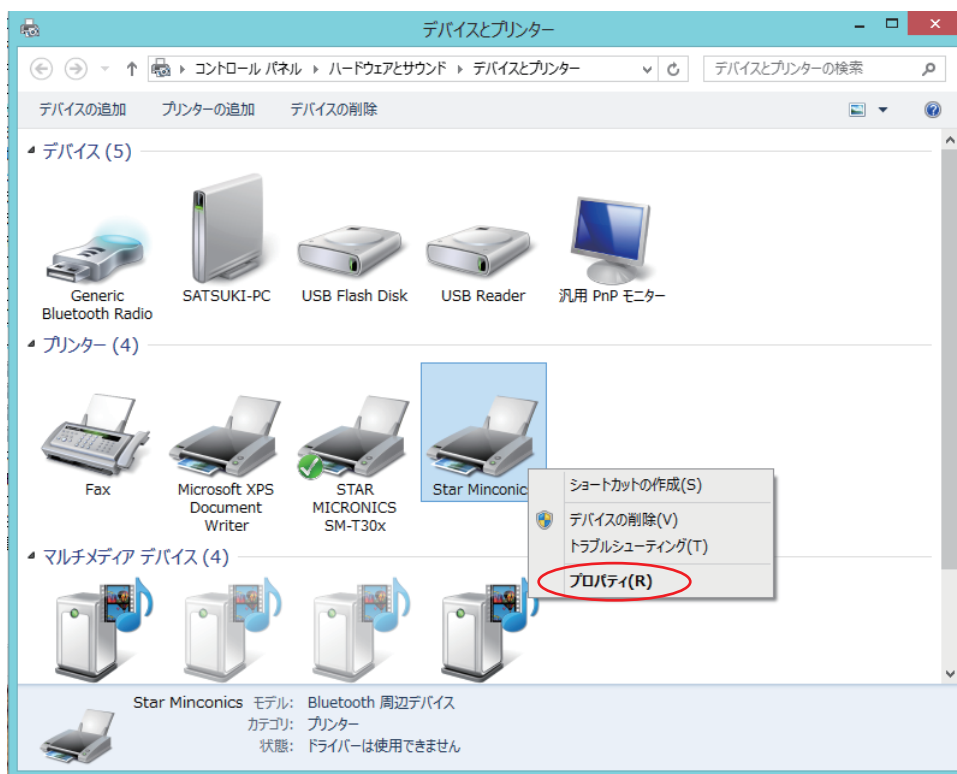 デバイスとプリンター
コントロール パネル ハードウェアとサウンド デバイスとプリンター デバイスとプリンターの検索
デバイスの追加 プリンターの追加 デバイスの削除
デバイス (5)
Generic
Bluetooth Radio
SATSUKI-PC
USB Flash Disk
USB Reader
汎用 PnP モニター
プリンター (4)
Fax
Microsoft XPS
Document
Writer
STAR
MICRONICS
SM-T30x
Star Minconic
ショートカットの作成(S)
デバイスの削除(V)
トラブルシューティング(T)
プロパティ(R)
マルチメディア デバイス (4)
Star Minconics モデル: Bluetooth 周辺デバイス
カテゴリ: プリンター
状態: ドライバーは使用できません